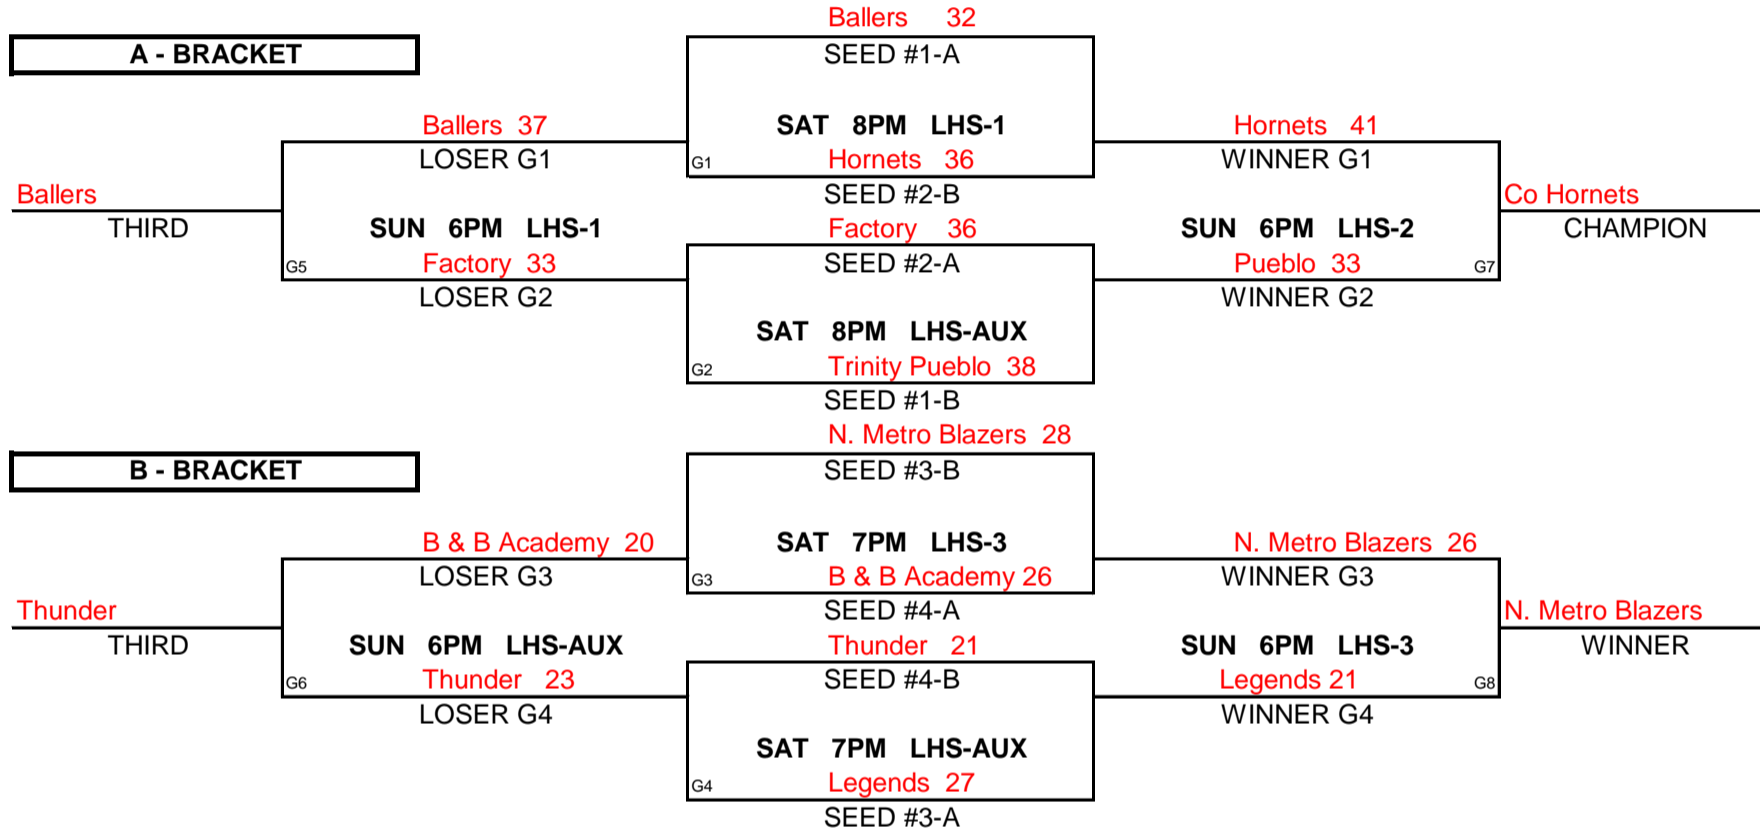 Ballers 32
A - BRACKET
SEED #1-A
Ballers 37
SAT 8PM LHS-1
Hornets 41
LOSER G1
G1
Hornets 36
WINNER G1
Ballers
SEED #2-B
Co Hornets
THIRD
SUN 6PM LHS-1
Factory 36
SUN 6PM LHS-2
CHAMPION
G5
Factory 33
SEED #2-A
Pueblo 33
G7
LOSER G2
WINNER G2
SAT 8PM LHS-AUX
G2
Trinity Pueblo 38
SEED #1-B
N. Metro Blazers 28
B - BRACKET
SEED #3-B
B & B Academy 20
SAT 7PM LHS-3
N. Metro Blazers 26
LOSER G3
G3
B & B Academy 26
WINNER G3
Thunder
SEED #4-A
N. Metro Blazers
THIRD
SUN 6PM LHS-AUX
Thunder 21
SUN 6PM LHS-3
WINNER
G6
Thunder 23
SEED #4-B
Legends 21
G8
LOSER G4
WINNER G4
SAT 7PM LHS-AUX
G4
Legends 27
SEED #3-A